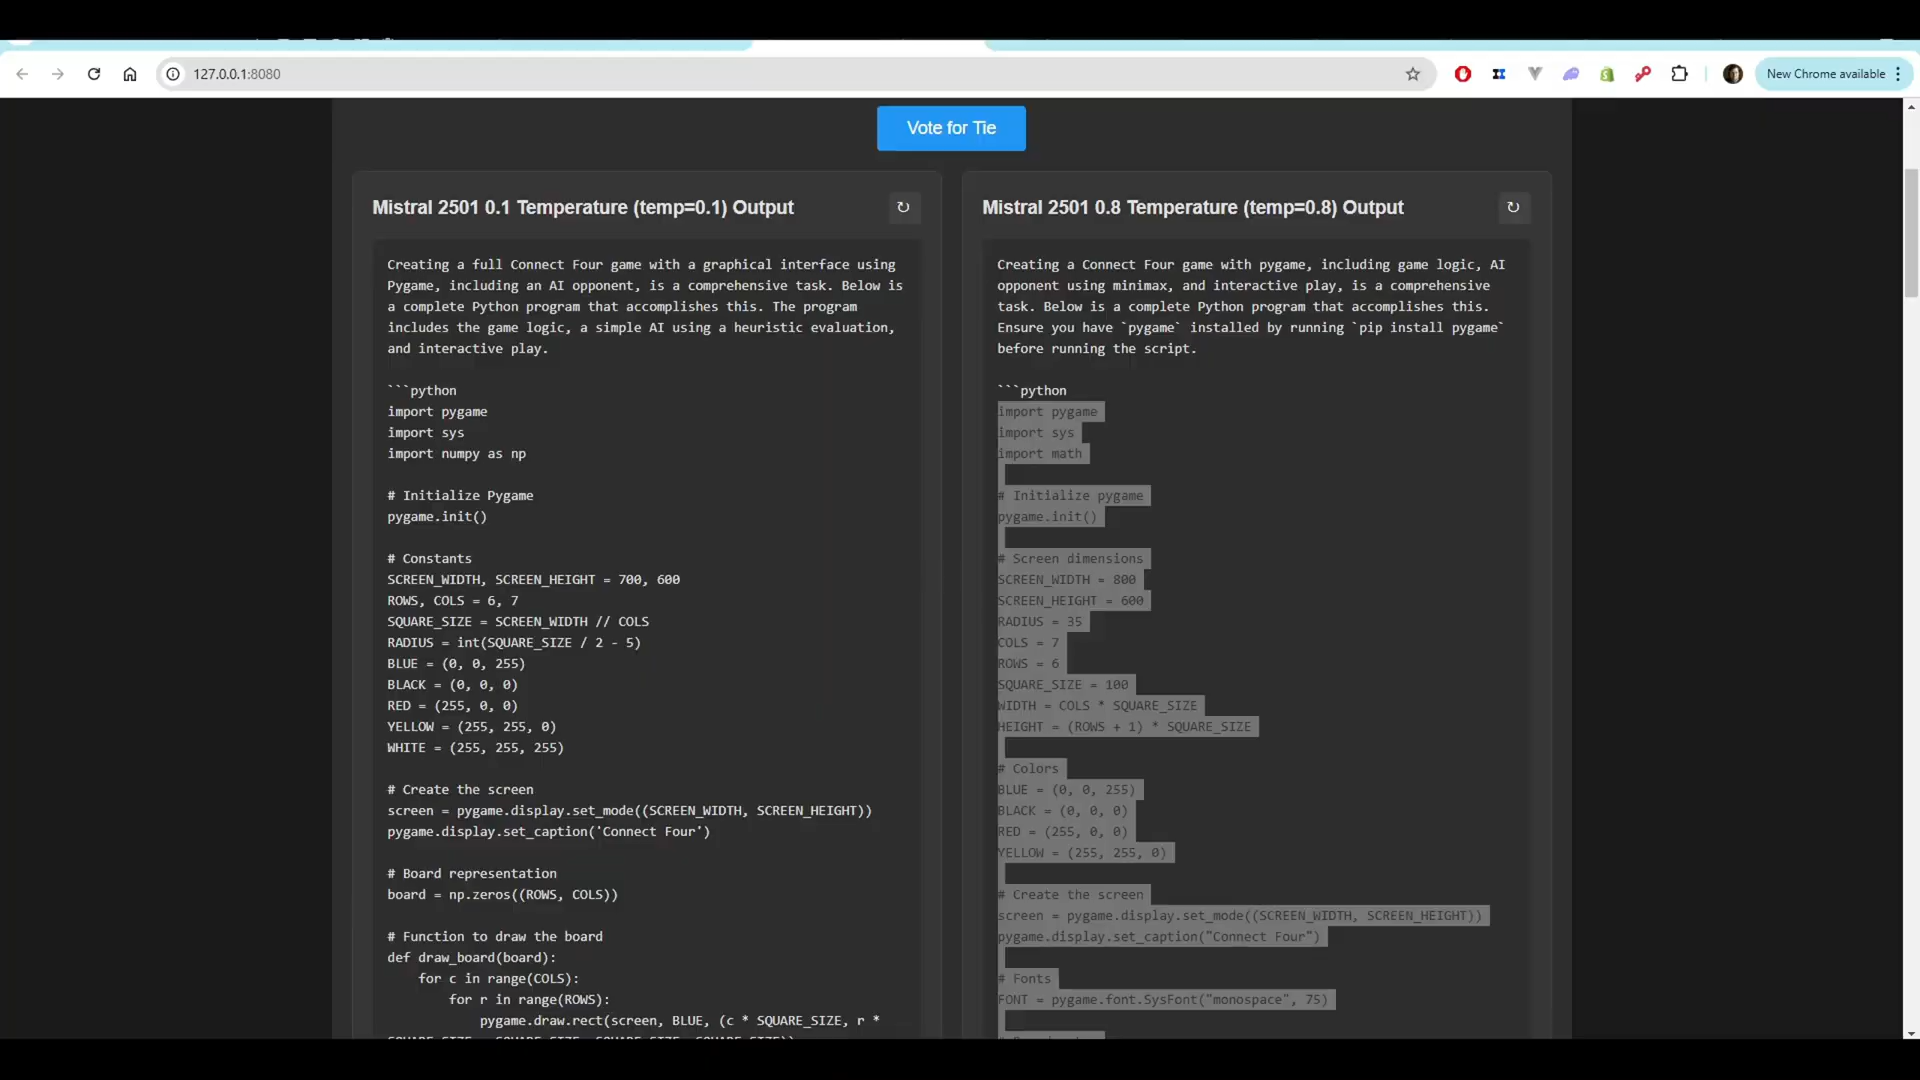 127.0.0.1:8080
New Chrome available
Vote for Tie
Mistral 2501 0.1 Temperature (temp=0.1) Output
Creating a full Connect Four game with a graphical interface using
Pygame, including an AI opponent, is a comprehensive task. Below is
a complete Python program that accomplishes this. The program
includes the game logic, a simple AI using a heuristic evaluation,
and interactive play.
```python
import pygame
import sys
import numpy as np
# Initialize Pygame
pygame.init()
# Constants
SCREEN_WIDTH, SCREEN_HEIGHT = 700, 600
ROWS, COLS = 6, 7
SQUARE_SIZE = SCREEN_WIDTH // COLS
RADIUS = int(SQUARE_SIZE / 2 - 5)
BLUE = (0, 0, 255)
BLACK = (0, 0, 0)
RED = (255, 0, 0)
YELLOW = (255, 255, 0)
WHITE = (255, 255, 255)
# Create the screen
screen = pygame.display.set_mode((SCREEN_WIDTH, SCREEN_HEIGHT))
pygame.display.set_caption('Connect Four')
# Board representation
board = np.zeros((ROWS, COLS))
# Function to draw the board
def draw_board(board):
for c in range(COLS):
for r in range(ROWS):
pygame.draw.rect(screen, BLUE, (c * SQUARE_SIZE, r *
Mistral 2501 0.8 Temperature (temp=0.8) Output
Creating a Connect Four game with pygame, including game logic, AI
opponent using minimax, and interactive play, is a comprehensive
task. Below is a complete Python program that accomplishes this.
Ensure you have `pygame` installed by running `pip install pygame`
before running the script.
```python
import pygame
import sys
import math
# Initialize pygame
pygame.init()
# Screen dimensions
SCREEN_WIDTH = 800
SCREEN_HEIGHT = 600
RADIUS = 35
COLS = 7
ROWS = 6
SQUARE_SIZE = 100
WIDTH = COLS * SQUARE_SIZE
HEIGHT = (ROWS + 1) * SQUARE_SIZE
# Colors
BLUE = (0, 0, 255)
BLACK = (0, 0, 0)
RED = (255, 0, 0)
YELLOW = (255, 255, 0)
# Create the screen
screen = pygame.display.set_mode((SCREEN_WIDTH, SCREEN_HEIGHT))
pygame.display.set_caption("Connect Four")
# Fonts
FONT = pygame.font.SysFont("monospace", 75)